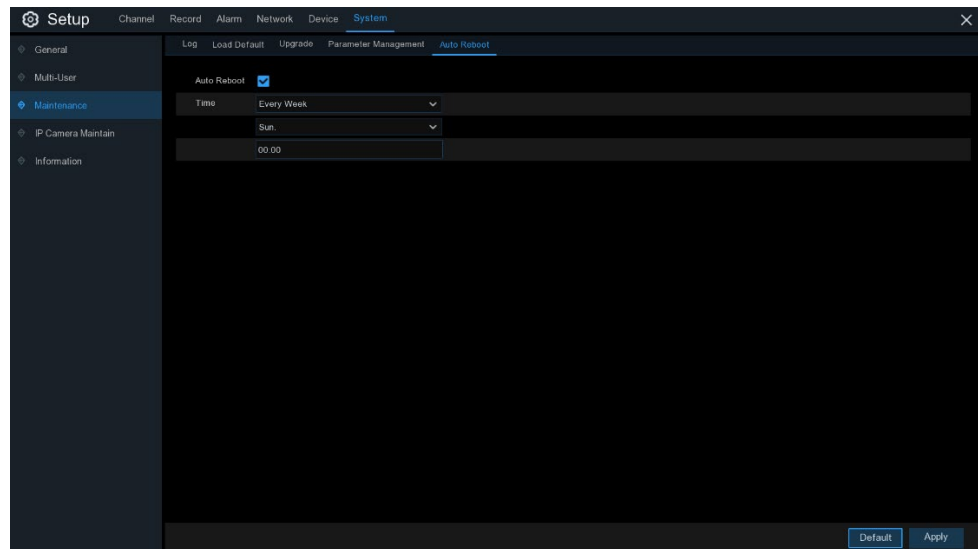 Setup Channel Record Alarm Network Device System
General
Multi-User
Maintenance
IP Camera Maintain
Information
Log Load Default Upgrade Parameter Management Auto Reboot
Auto Reboot
Time Every Week
Sun.
00:00
Default Apply